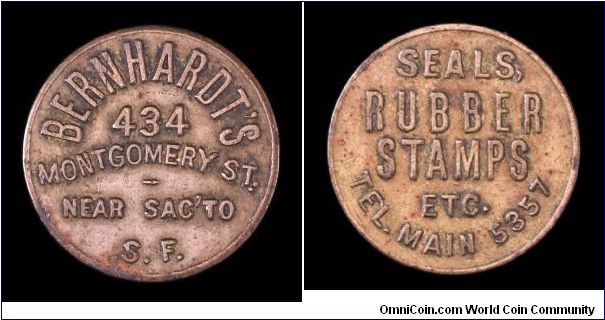 BERNHARDT'S
434
MONTGOMERY ST.
-
NEAR SAC'TO
S. F.
SEALS,
RUBBER
STAMPS
ETC.
TEL. MAIN 5357
OmniCoin.com World Coin Community